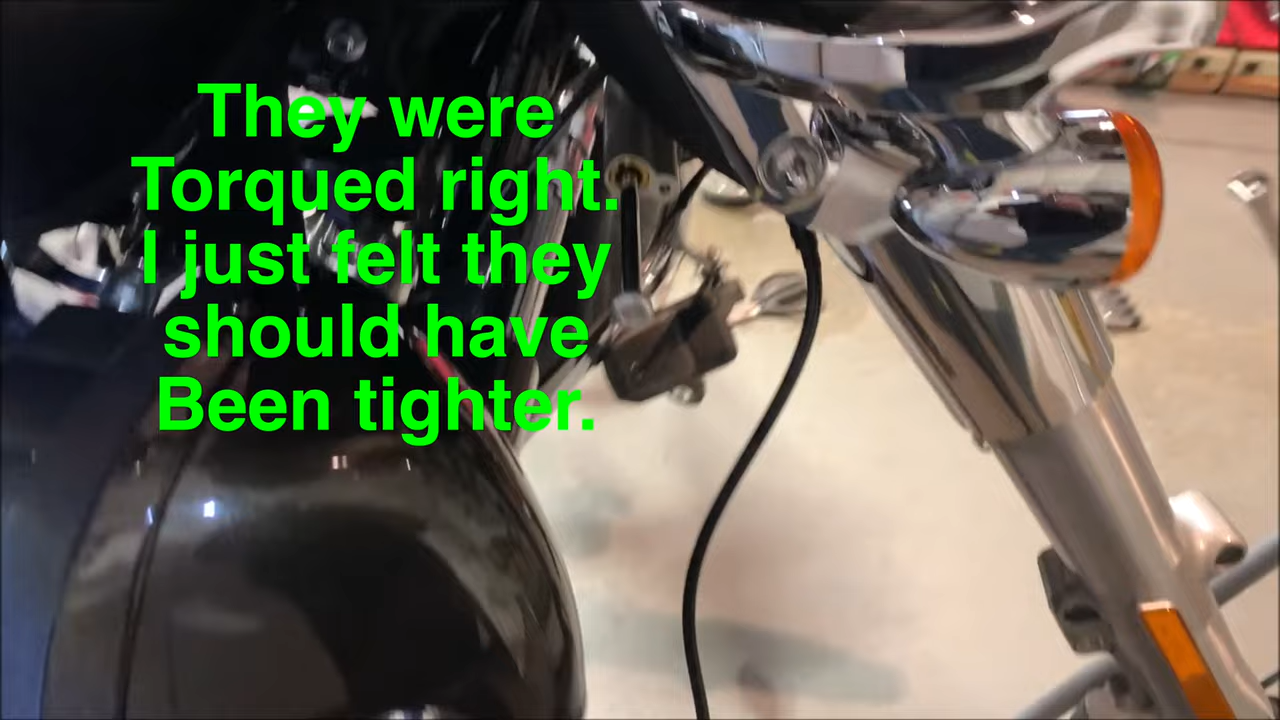 They were
Torqued right.
I just felt they
should have
Been tighter.